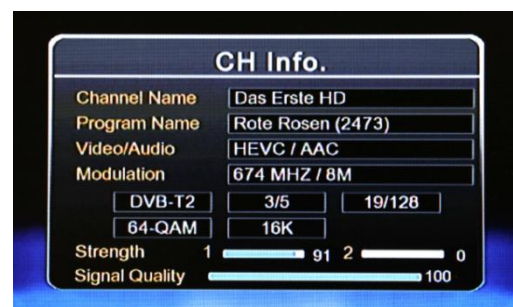 CH Info.
Channel Name Das Erste HD
Program Name Rote Rosen (2473)
Video/Audio HEVC / AAC
Modulation 674 MHZ / 8M
DVB-T2 3/5 19/128
64-QAM 16K
Strength 1 91 2 0
Signal Quality 100